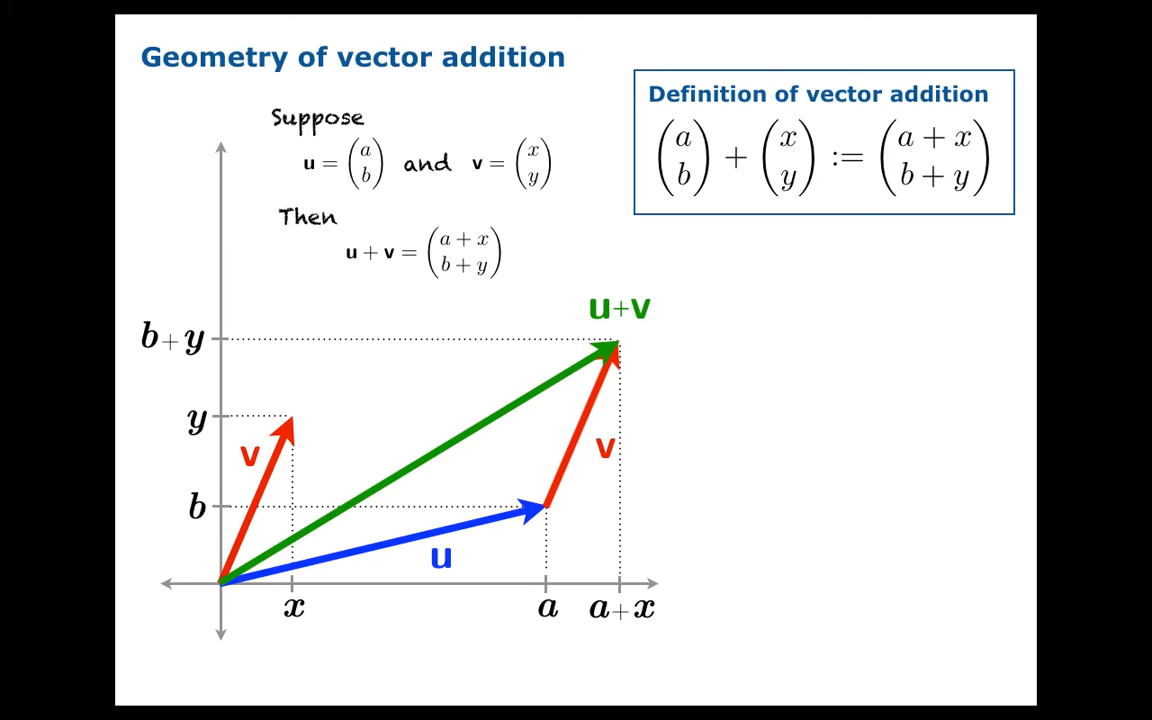 Geometry of vector addition
Suppose
u = (a b) and v = (x y)
Then
u + v = (a + x b + y)
Definition of vector addition
(a b) + (x y) := (a + x b + y)
u+v
b+y
y
v
v
b
u
x
a
a+x